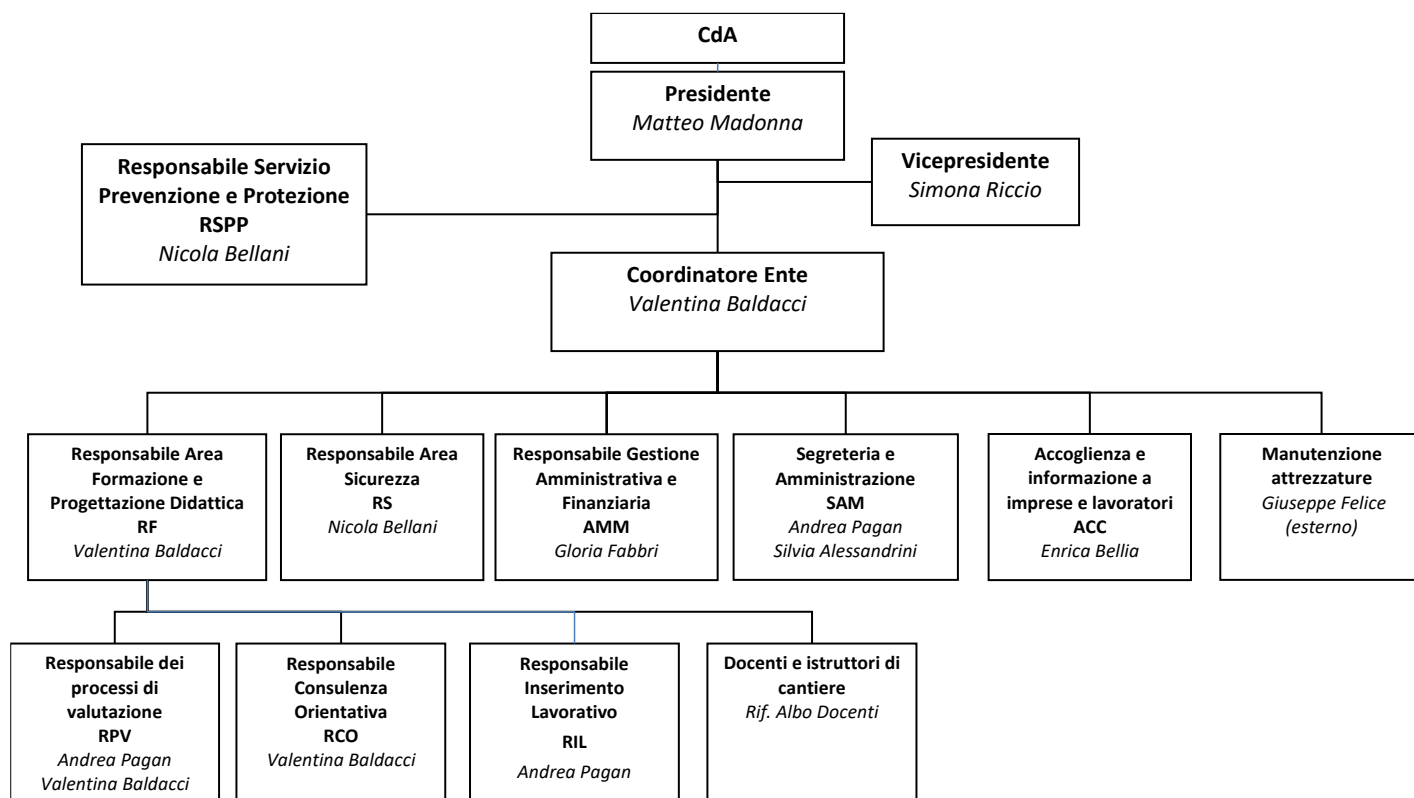 CdA
Presidente
Matteo Madonna
Responsabile Servizio
Prevenzione e Protezione
RSPP
Nicola Bellani
Vicepresidente
Simona Riccio
Coordinatore Ente
Valentina Baldacci
Responsabile Area
Formazione e
Progettazione Didattica
RF
Valentina Baldacci
Responsabile Area
Sicurezza
RS
Nicola Bellani
Responsabile Gestione
Amministrativa e
Finanziaria
AMM
Gloria Fabbri
Segreteria e
Amministrazione
SAM
Andrea Pagan
Silvia Alessandrini
Accoglienza e
informazione a
imprese e lavoratori
ACC
Enrica Bellia
Manutenzione
attrezzature
Giuseppe Felice
(esterno)
Responsabile dei
processi di
valutazione
RPV
Andrea Pagan
Valentina Baldacci
Responsabile
Consulenza
Orientativa
RCO
Valentina Baldacci
Responsabile
Inserimento
Lavorativo
RIL
Andrea Pagan
Docenti e istruttori di
cantiere
Rif. Albo Docenti